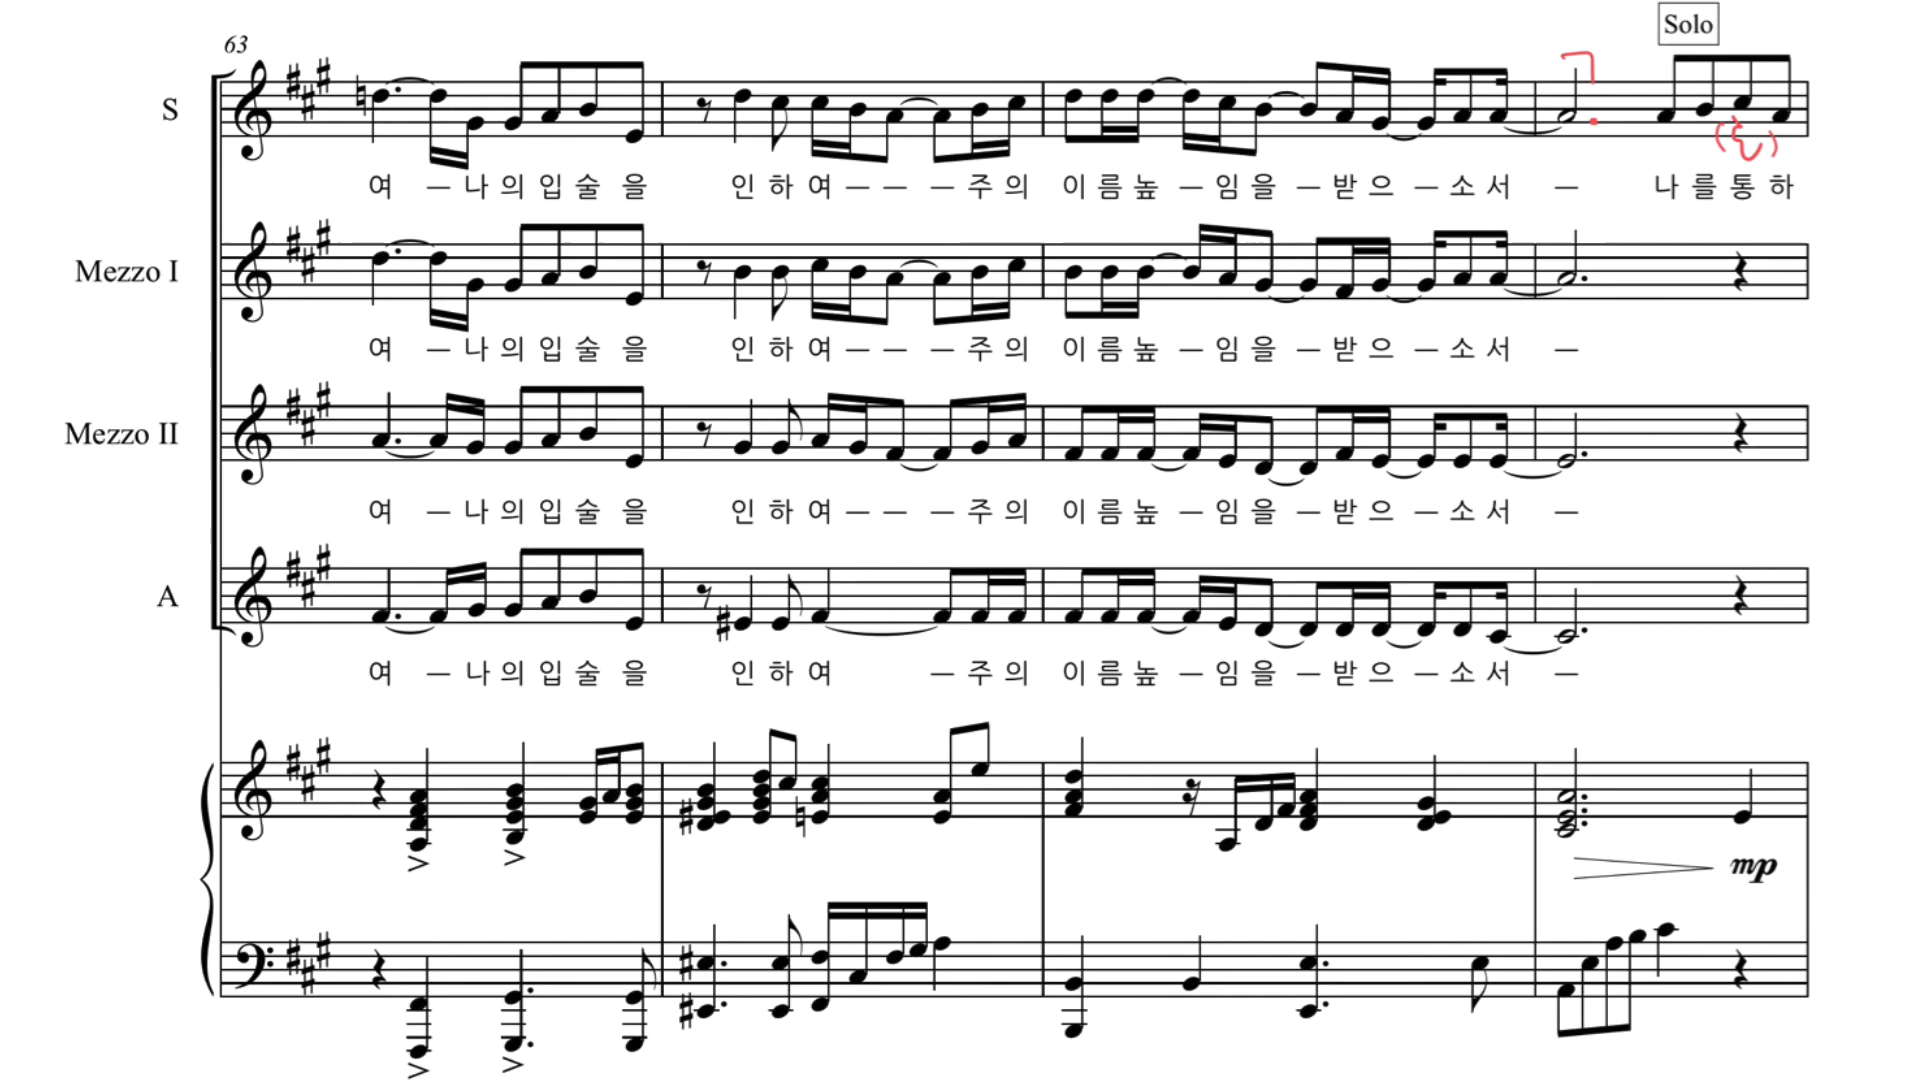 Solo
63
S
여 – 나 의 입 술 을 인 하 여 – – – 주 의 이 름 높 – 임 을 – 받 으 – 소 서 – 나 를 통 하
Mezzo I
여 – 나 의 입 술 을 인 하 여 – – – 주 의 이 름 높 – 임 을 – 받 으 – 소 서 –
Mezzo II
여 – 나 의 입 술 을 인 하 여 – – – 주 의 이 름 높 – 임 을 – 받 으 – 소 서 –
A
여 – 나 의 입 술 을 인 하 여 – 주 의 이 름 높 – 임 을 – 받 으 – 소 서 –
mp